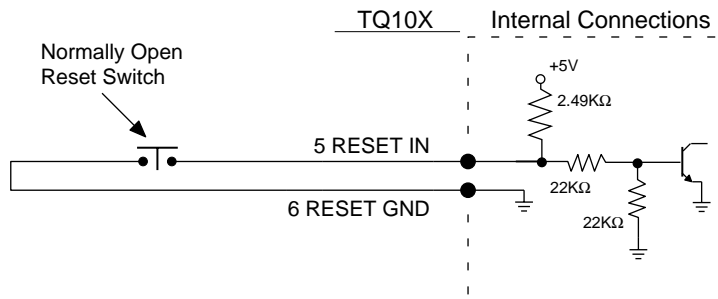 TQ10X
Internal Connections
Normally Open
Reset Switch
+5V
2.49KΩ
5 RESET IN
22KΩ
6 RESET GND
22KΩ